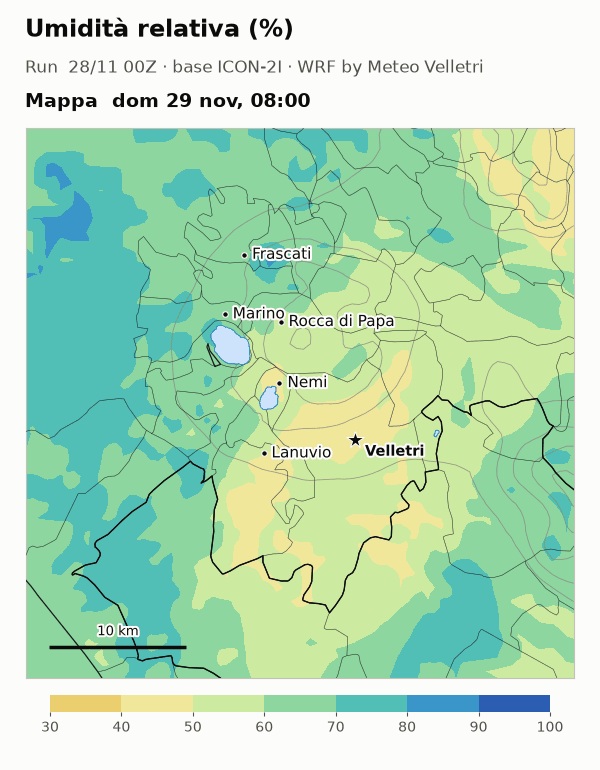 Umidità relativa (%)
Run  28/11 00Z · base ICON-2I · WRF by Meteo Velletri
Mappa  dom 29 nov, 08:00
Frascati
Marino
Rocca di Papa
Nemi
Velletri
Lanuvio
10 km
30 40 50 60 70 80 90 100